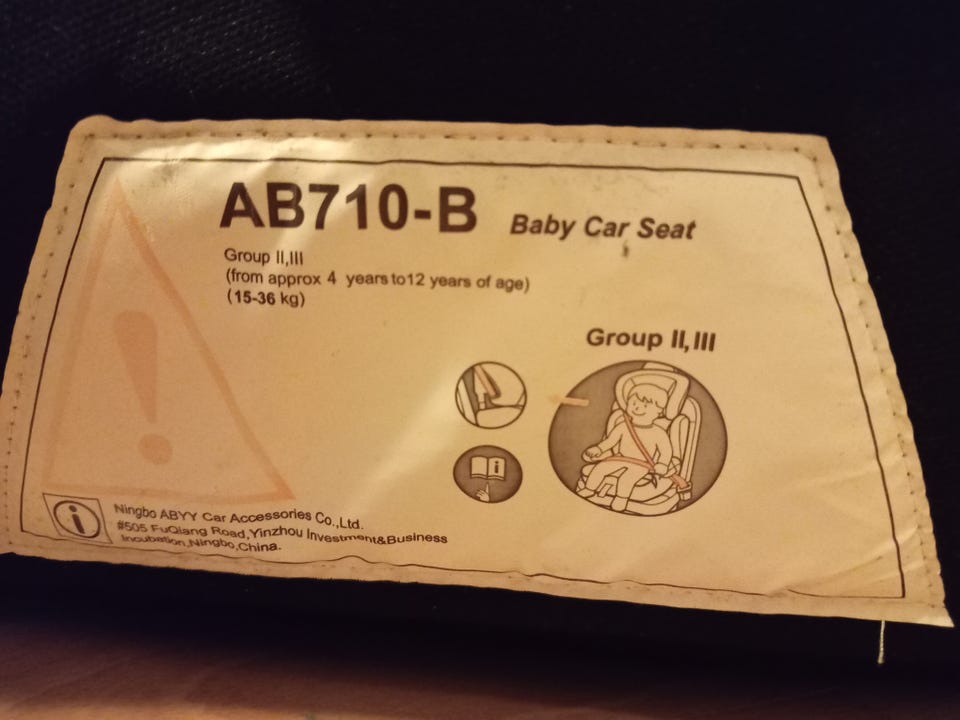 AB710-B Baby Car Seat
Group II,III
(from approx 4 years to12 years of age)
(15-36 kg)
Group II,III
Ningbo ABYY Car Accessories Co.,Ltd.
#505 FuQiang Road,Yinzhou Investment&Business
Incubation,Ningbo,China.